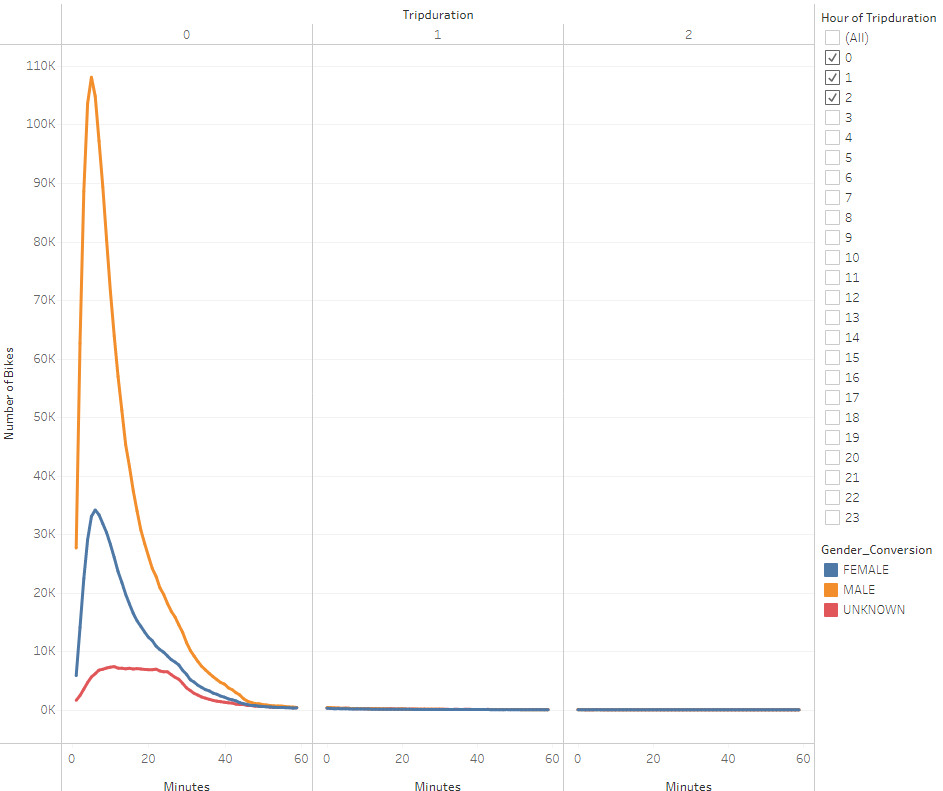 Tripduration
0 1 2
Number of Bikes
110K
100K
90K
80K
70K
60K
50K
40K
30K
20K
10K
0K
0 20 40 60 0 20 40 60 0 20 40 60
Minutes Minutes Minutes
Hour of Tripduration
(All)
0
1
2
3
4
5
6
7
8
9
10
11
12
13
14
15
16
17
18
19
20
21
22
23
Gender_Conversion
FEMALE
MALE
UNKNOWN